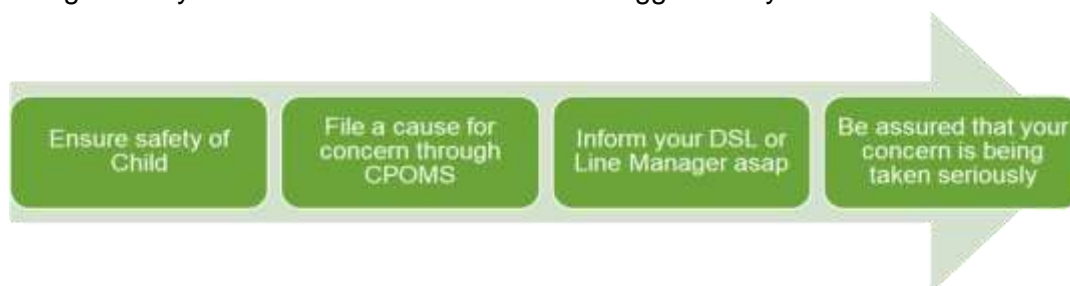 Ensure safety of
Child
File a cause for
concern through
CPOMS
Inform your DSL or
Line Manager asap
Be assured that your
concern is being
taken seriously